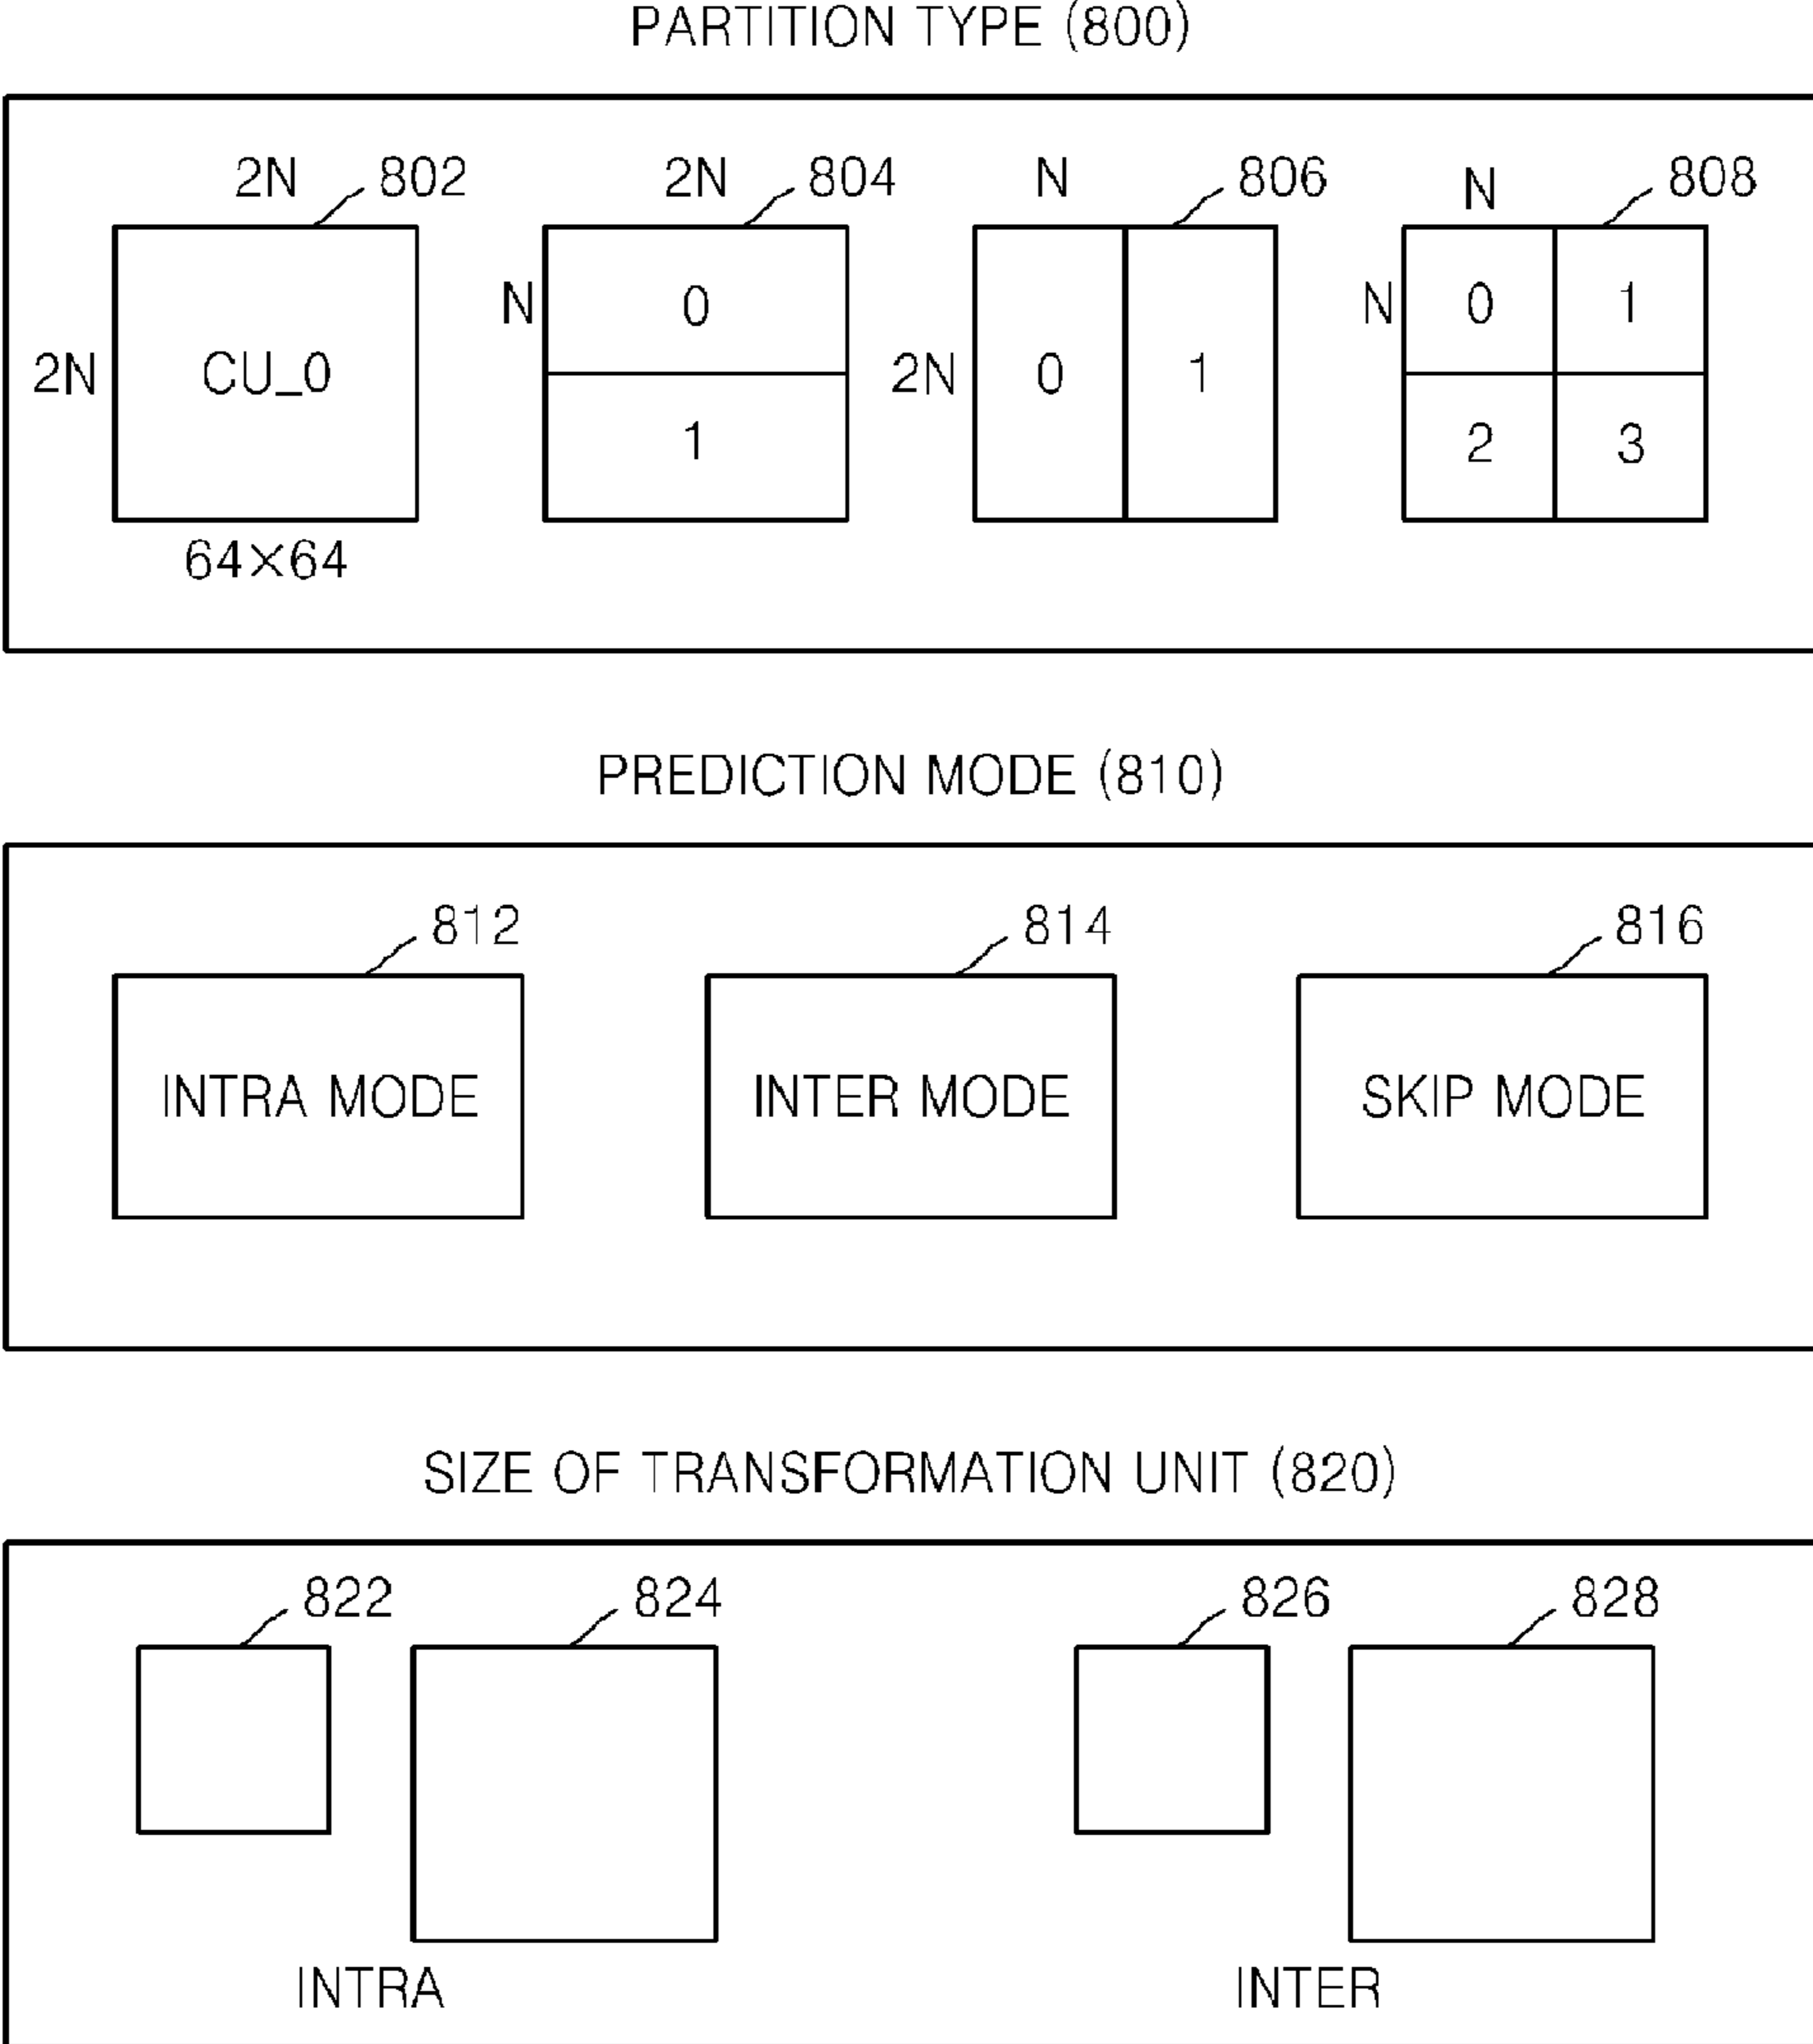 PARTITION TYPE (800)
2N 802 2N 804 N 806 N 808
2N CU_0 N 0 1 2N 0 1 N 0 1 2 3
64×64
PREDICTION MODE (810)
812 814 816
INTRA MODE INTER MODE SKIP MODE
SIZE OF TRANSFORMATION UNIT (820)
822 824 826 828
INTRA INTER